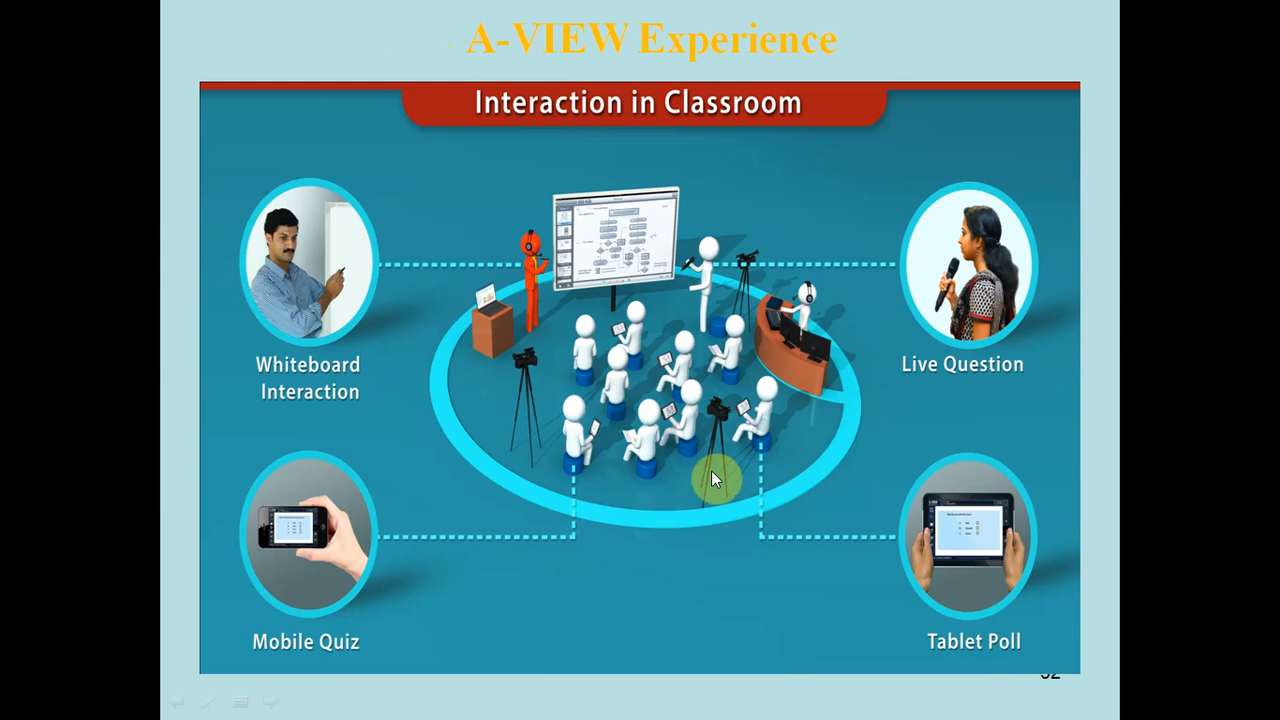 A-VIEW Experience
Interaction in Classroom
Whiteboard
Interaction
Live Question
Mobile Quiz
Tablet Poll